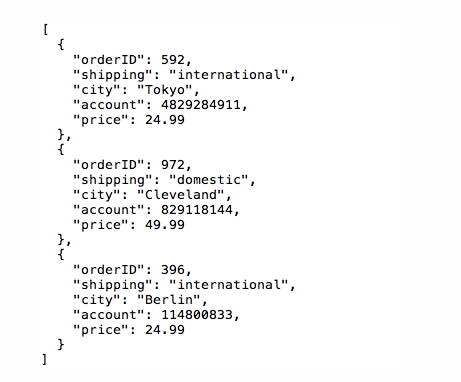 [
  {
    "orderID": 592,
    "shipping": "international",
    "city": "Tokyo",
    "account": 4829284911,
    "price": 24.99
  },
  {
    "orderID": 972,
    "shipping": "domestic",
    "city": "Cleveland",
    "account": 829118144,
    "price": 49.99
  },
  {
    "orderID": 396,
    "shipping": "international",
    "city": "Berlin",
    "account": 114800833,
    "price": 24.99
  }
]